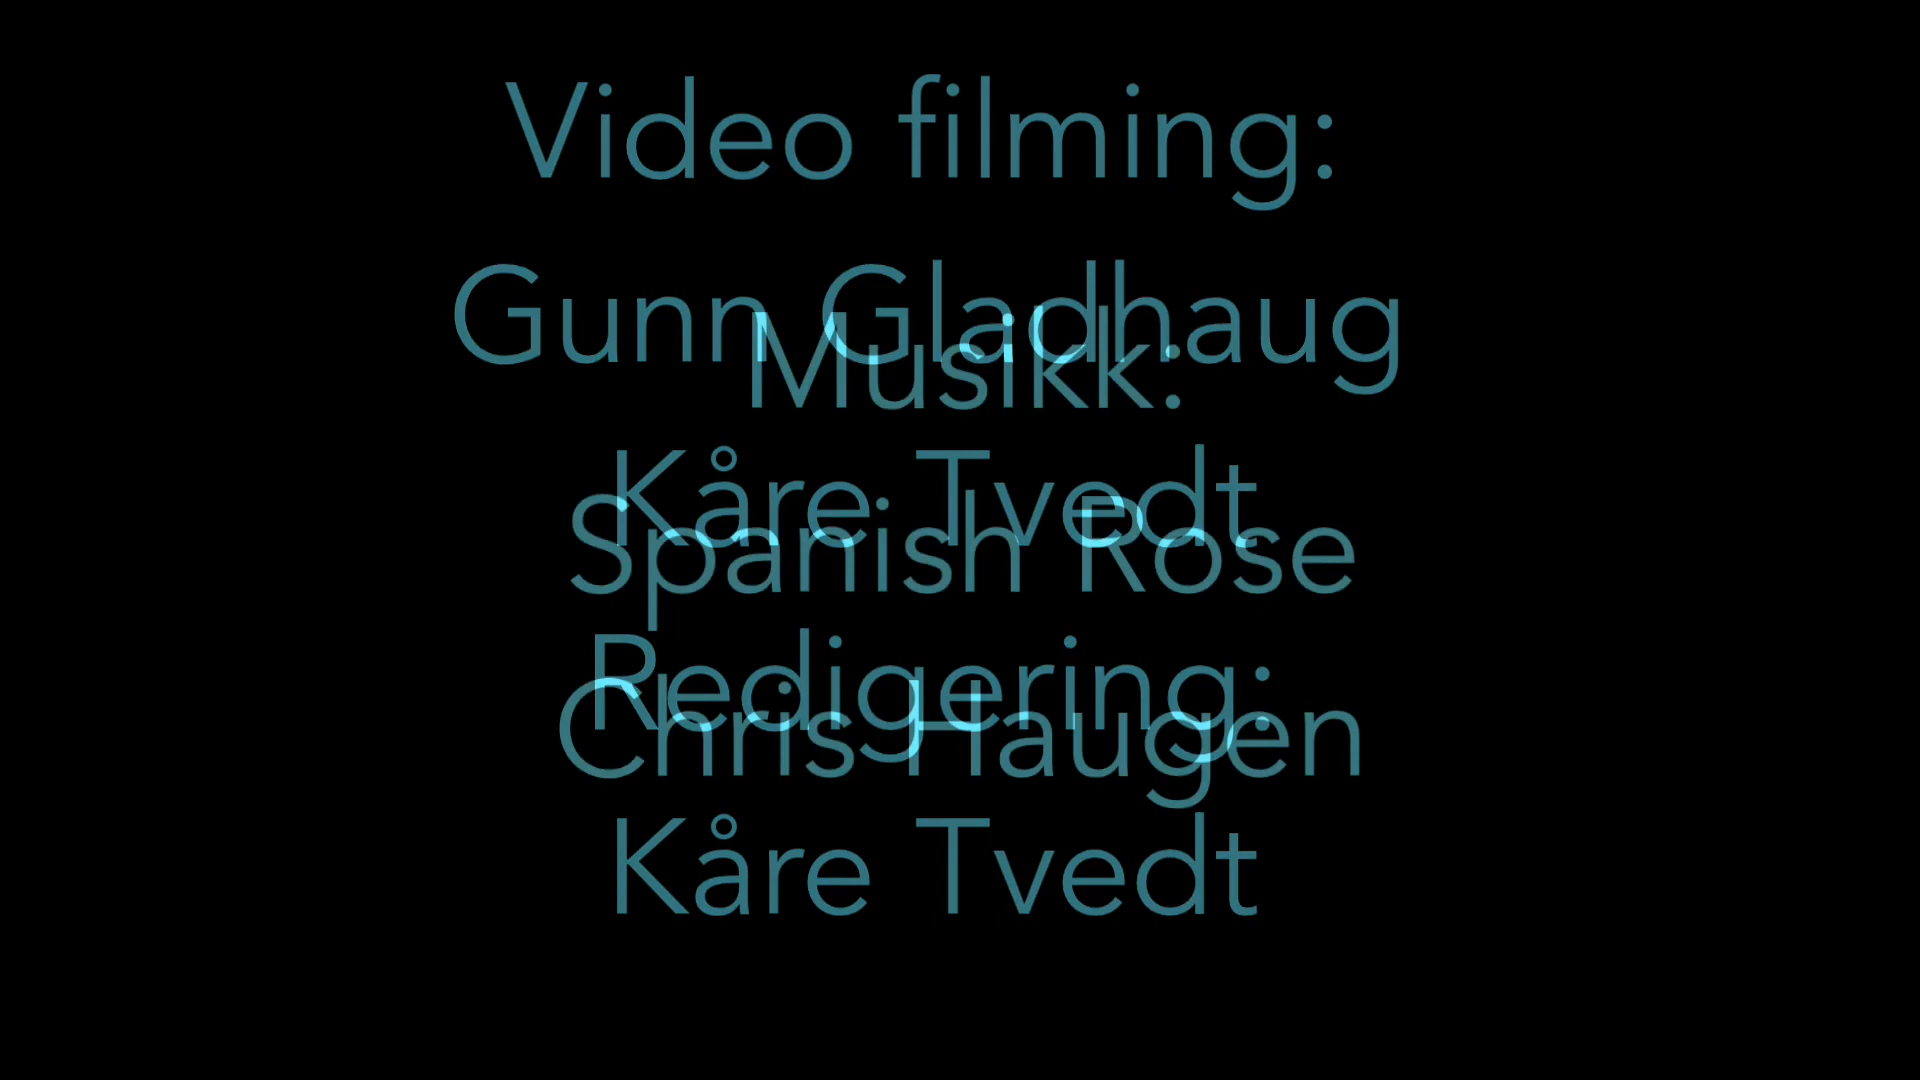 Video filming:
Gunn Gladhaug
Musikk:
Kåre Tvedt
Spanish Rose
Redigering:
Chris Haugen
Kåre Tvedt